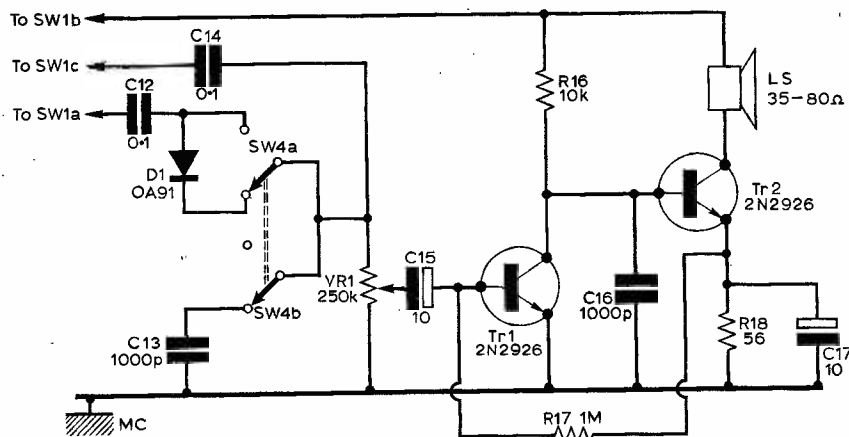 To SW1b
C14
To SW1c
0·1
C12
To SW1a
0·1
SW4a
D1
OA91
R16
10k
LS
35-80Ω
Tr2
2N2926
VR1
250k
C15
10
SW4b
C13
1000p
Tr1
2N2926
C16
1000p
R18
56
C17
10
MC
R17 1M